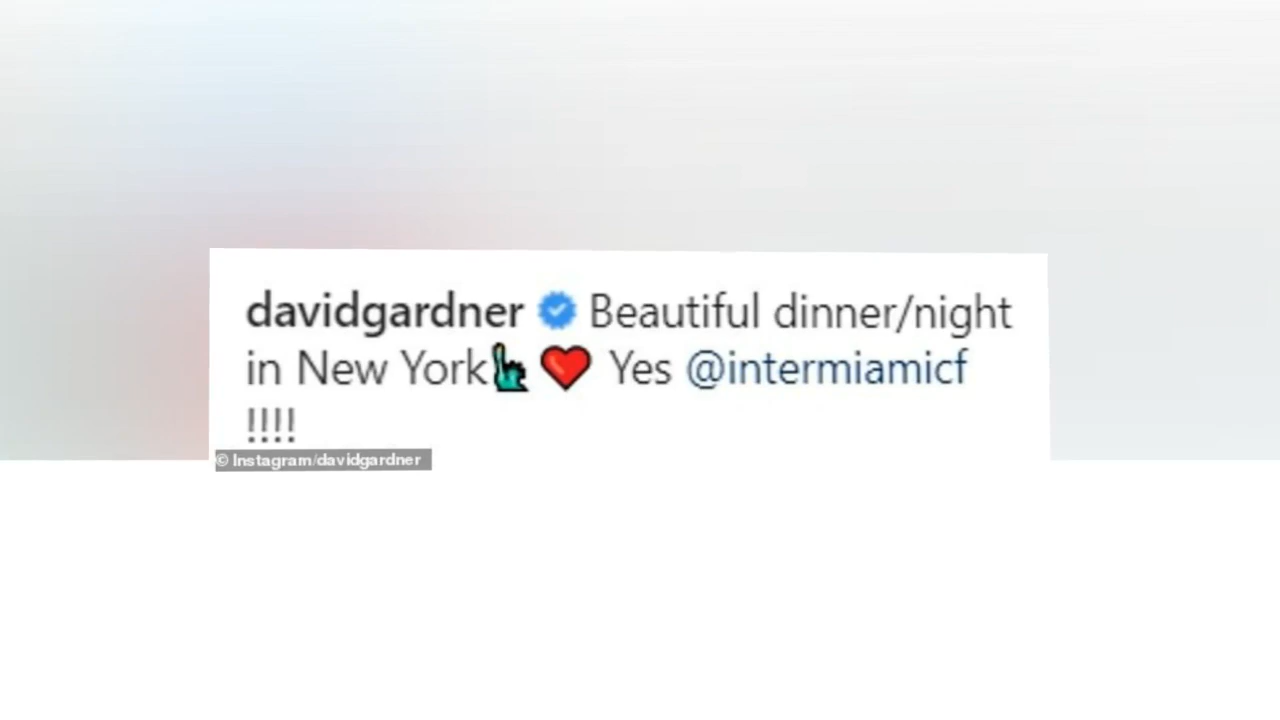 davidgardner Beautiful dinner/night
in New York🗽❤️ Yes @intermiamicf
!!!!
© Instagram/davidgardner